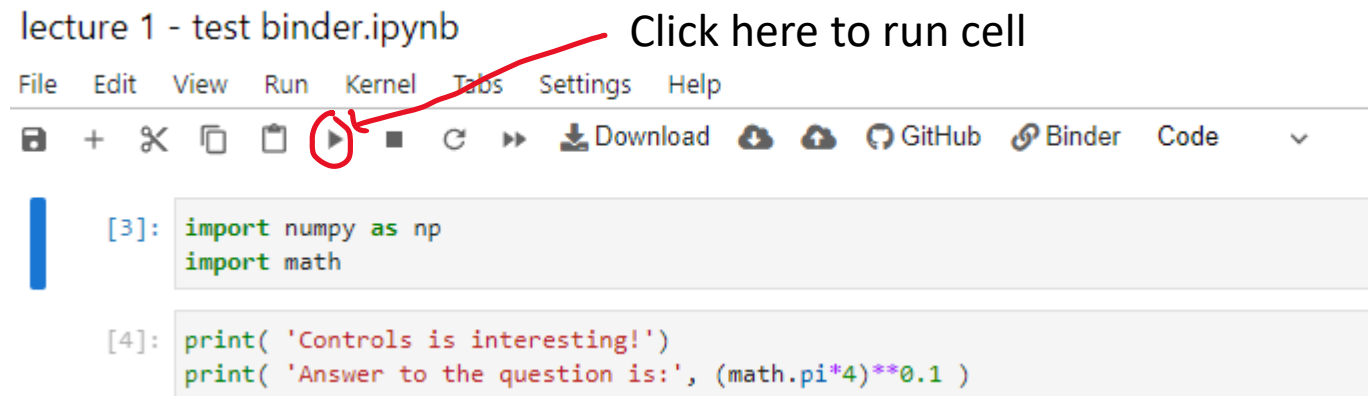 lecture 1 - test binder.ipynb
Click here to run cell
File Edit View Run Kernel Tabs Settings Help
Download GitHub Binder Code
[3]: import numpy as np
import math
[4]: print( 'Controls is interesting!')
print( 'Answer to the question is:', (math.pi*4)**0.1 )